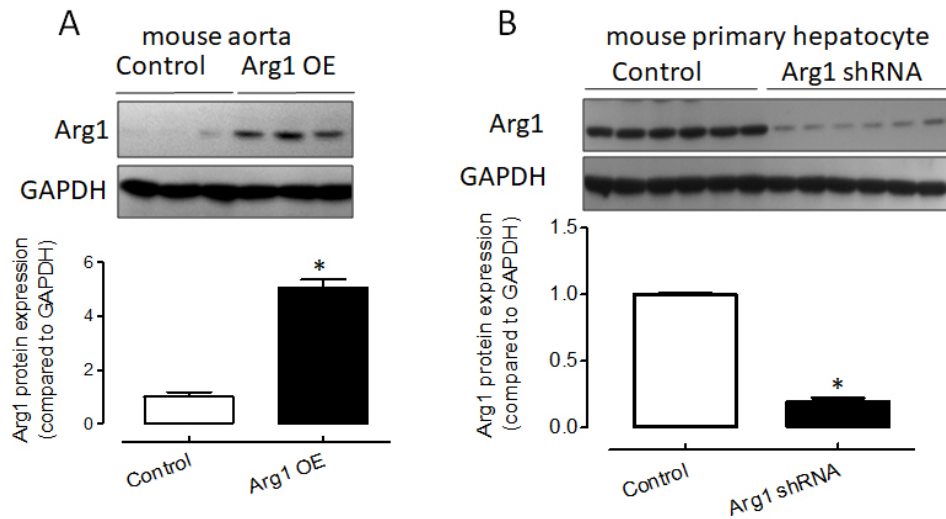 A
mouse aorta
Control Arg1 OE
Arg1
GAPDH
Arg1 protein expression
(compared to GAPDH)
6
4
2
0
*
Control
Arg1 OE
B
mouse primary hepatocyte
Control Arg1 shRNA
Arg1
GAPDH
Arg1 protein expression
(compared to GAPDH)
1.5
1.0
0.5
0.0
*
Control
Arg1 shRNA